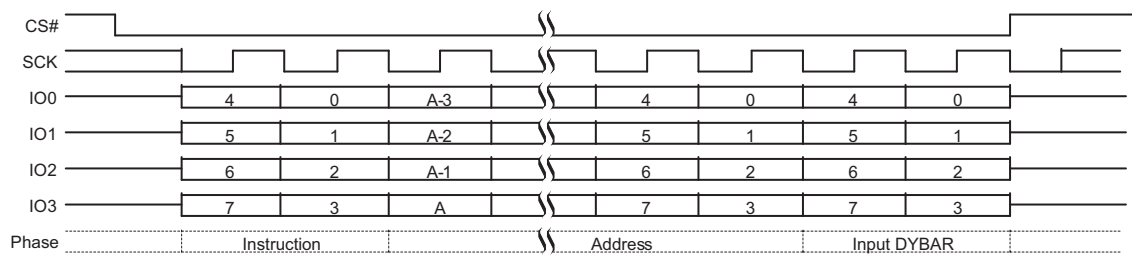 CS#
SCK
IO0 4 0 A-3 4 0 4 0
IO1 5 1 A-2 5 1 5 1
IO2 6 2 A-1 6 2 6 2
IO3 7 3 A 7 3 7 3
Phase Instruction Address Input DYBAR